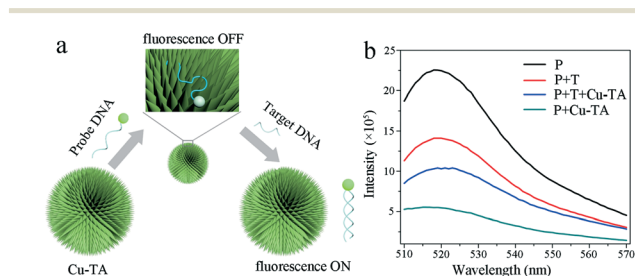 a
fluorescence OFF
Probe DNA
Target DNA
Cu-TA
fluorescence ON
b
P
P+T
P+T+Cu-TA
P+Cu-TA
Intensity (×10⁵)
25
20
15
10
5
510 520 530 540 550 560 570
Wavelength (nm)